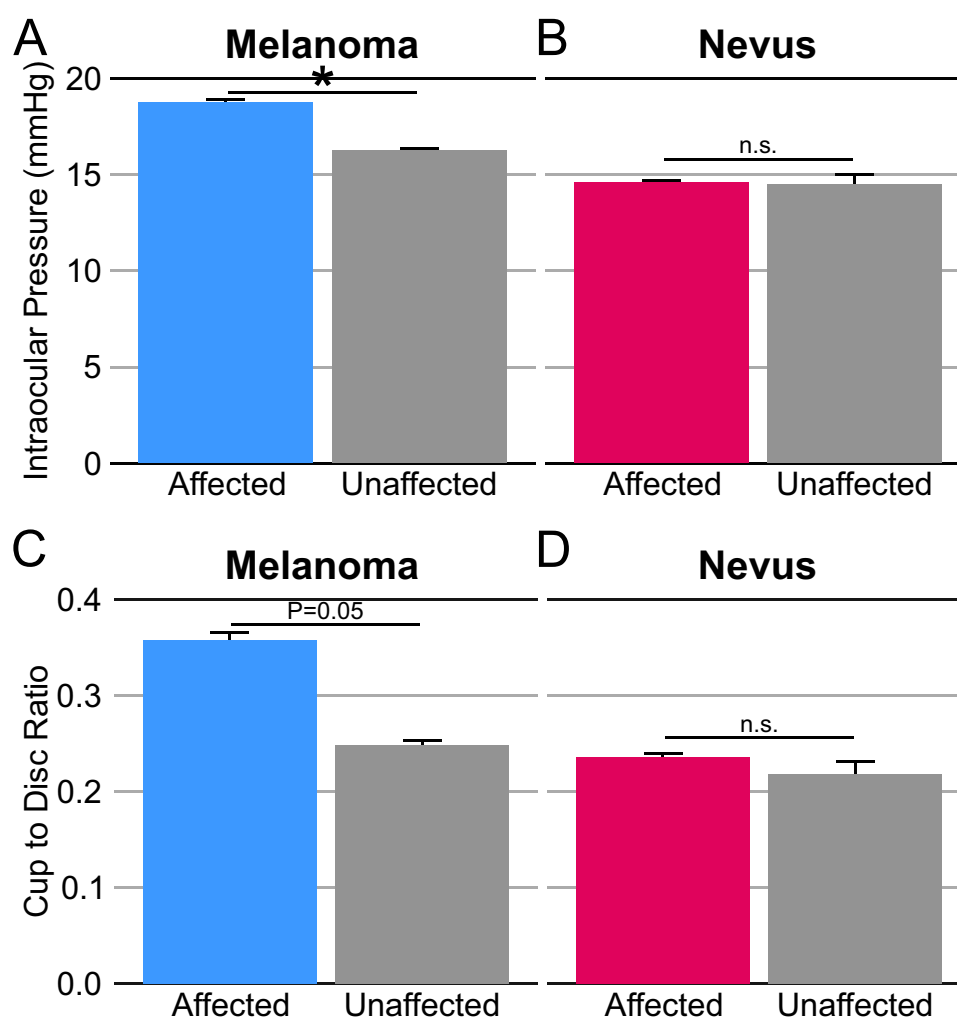 A
Melanoma
B
Nevus
Intraocular Pressure (mmHg)
20
15
10
5
0
*
n.s.
Affected
Unaffected
Affected
Unaffected
C
Melanoma
D
Nevus
Cup to Disc Ratio
0.4
0.3
0.2
0.1
0.0
P=0.05
n.s.
Affected
Unaffected
Affected
Unaffected